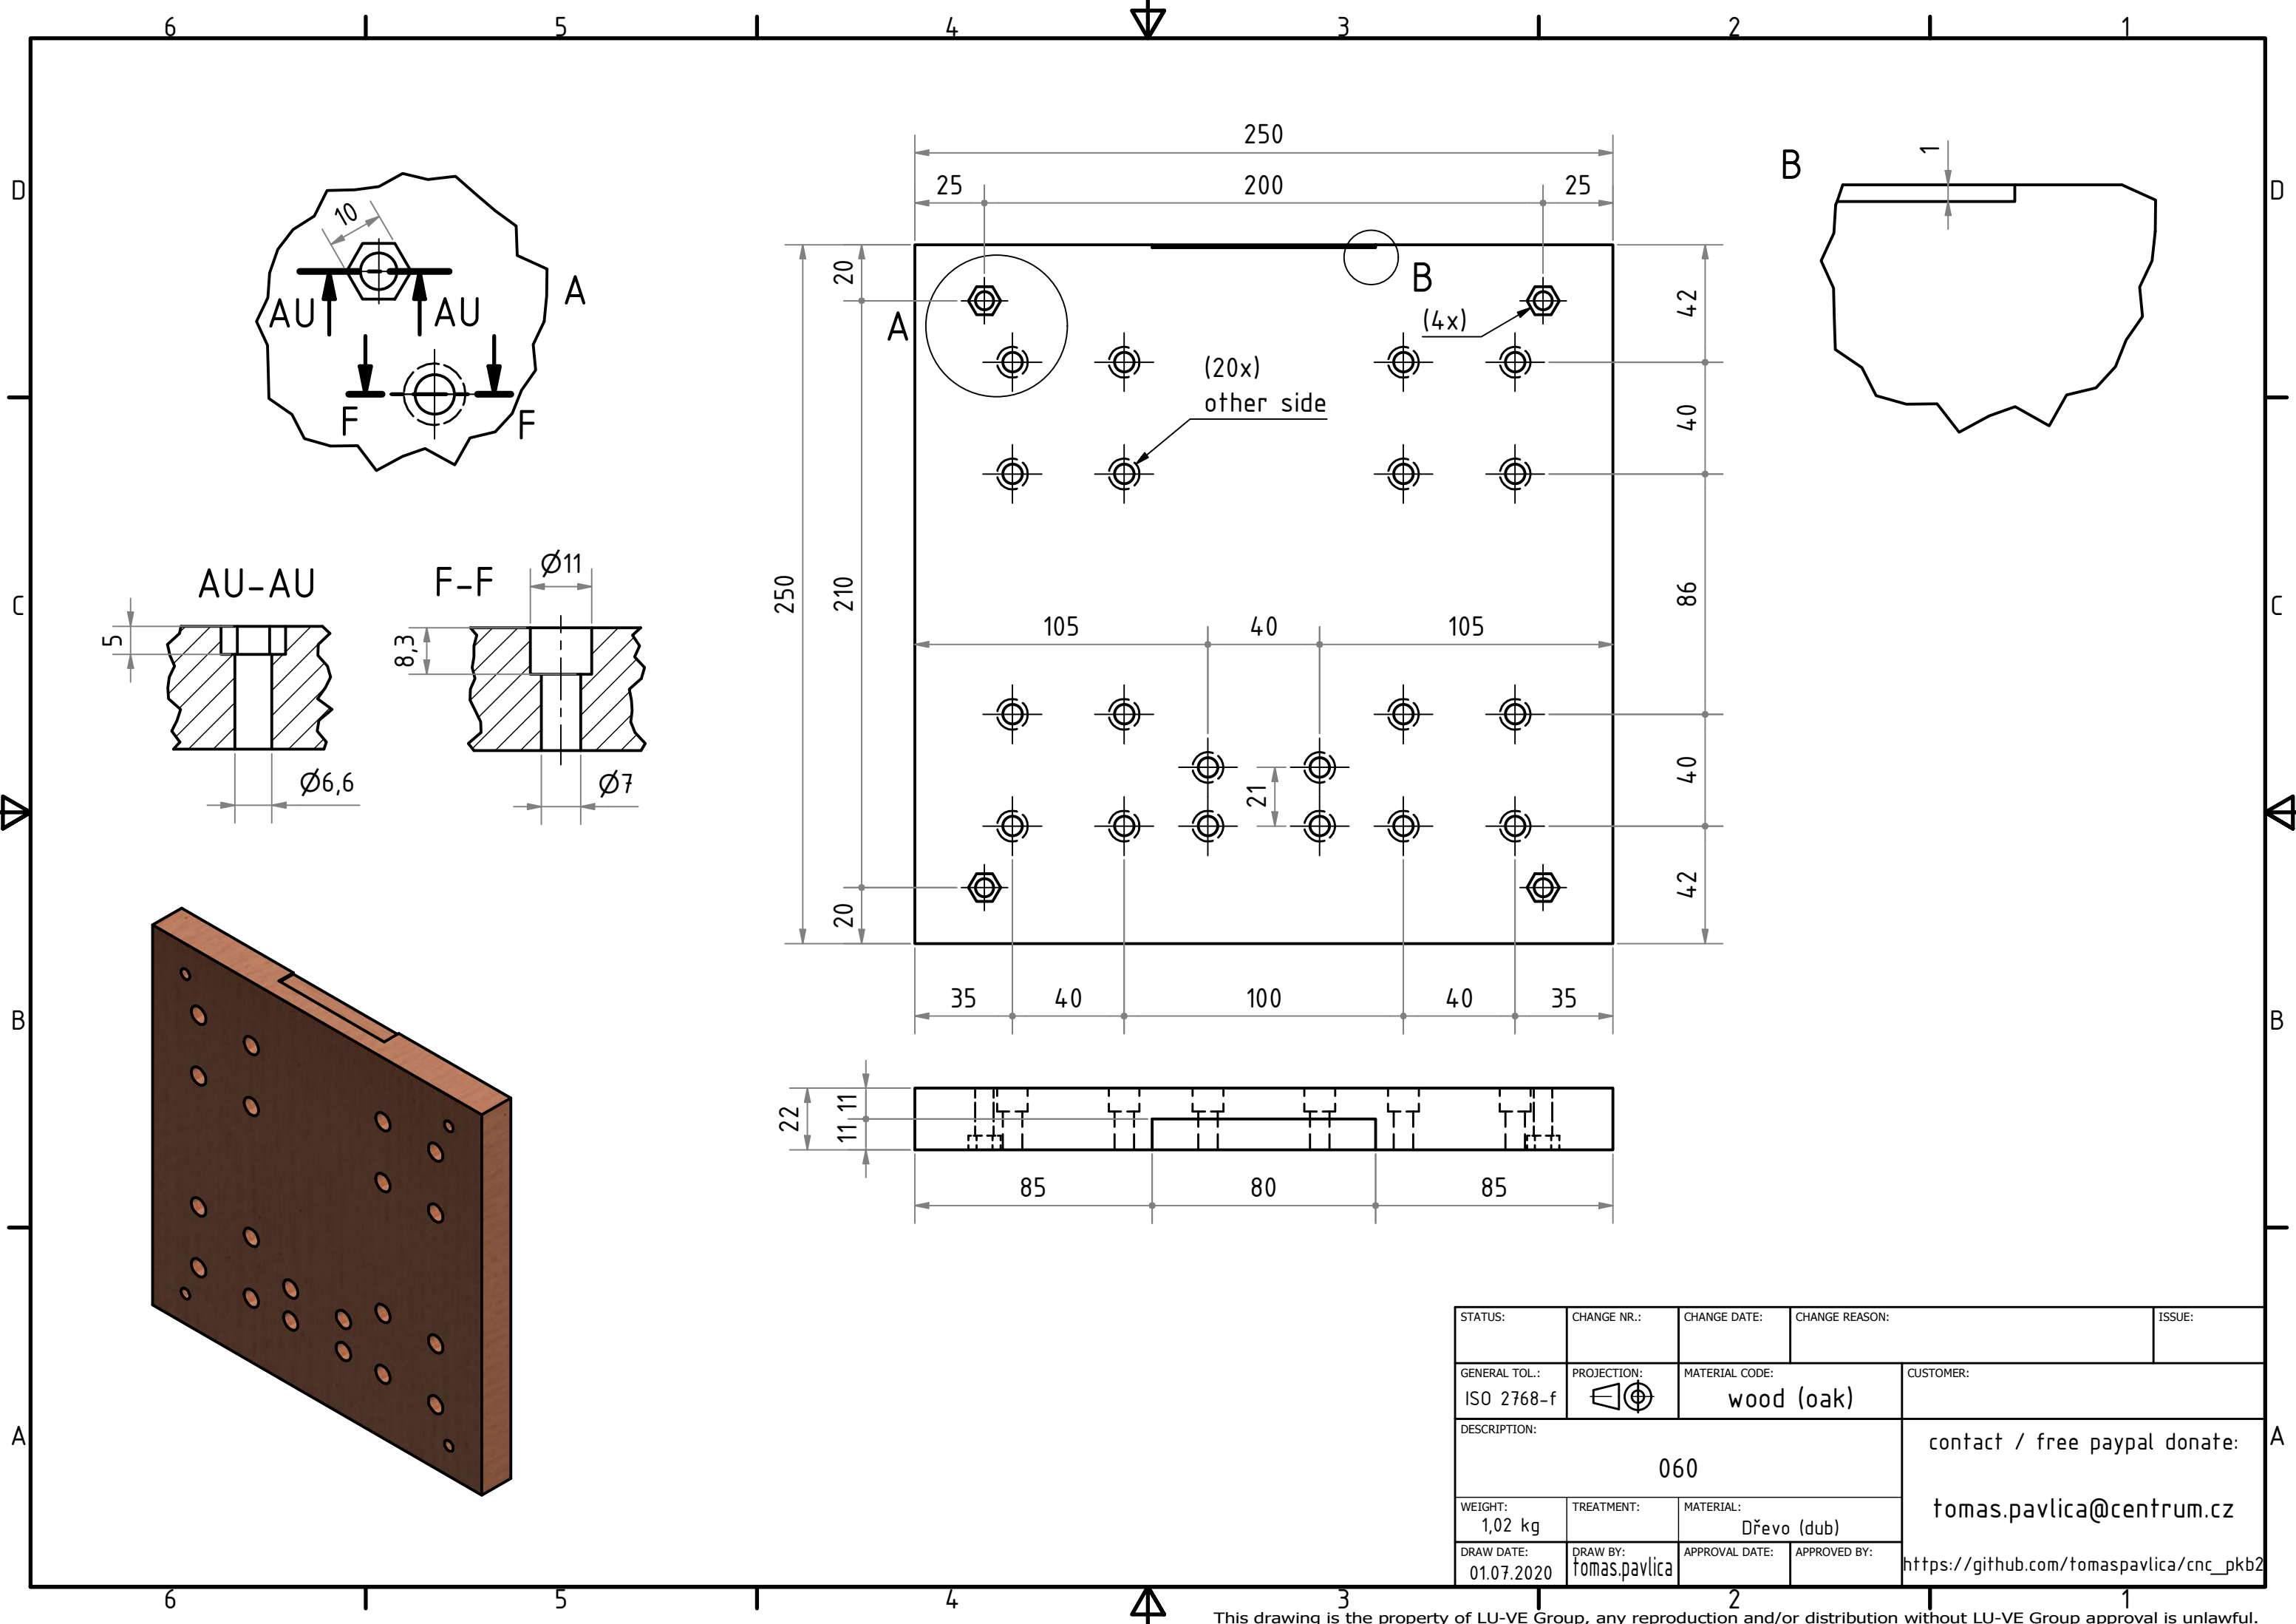 6 5 4 3 2 1
D D
250
25 200 25
B 1
10
A
AU AU
F F
20
A
B
(4x)
42
(20x)
other side
40
AU-AU F-F Ø11
C C
5
8,3
250
210
86
105 40 105
Ø6,6 Ø7
21
40
20
42
35 40 100 40 35
B B
22
11 11
85 80 85
STATUS: CHANGE NR.: CHANGE DATE: CHANGE REASON: ISSUE:
GENERAL TOL.: PROJECTION: MATERIAL CODE: CUSTOMER:
ISO 2768-f wood (oak)
DESCRIPTION:
060
A A
contact / free paypal donate:
WEIGHT: TREATMENT: MATERIAL:
1,02 kg Dřevo (dub)
tomas.pavlica@centrum.cz
DRAW DATE: DRAW BY: APPROVAL DATE: APPROVED BY:
01.07.2020 tomas.pavlica
https://github.com/tomaspavlica/cnc_pkb2
6 5 4 3 2 1
This drawing is the property of LU-VE Group, any reproduction and/or distribution without LU-VE Group approval is unlawful.